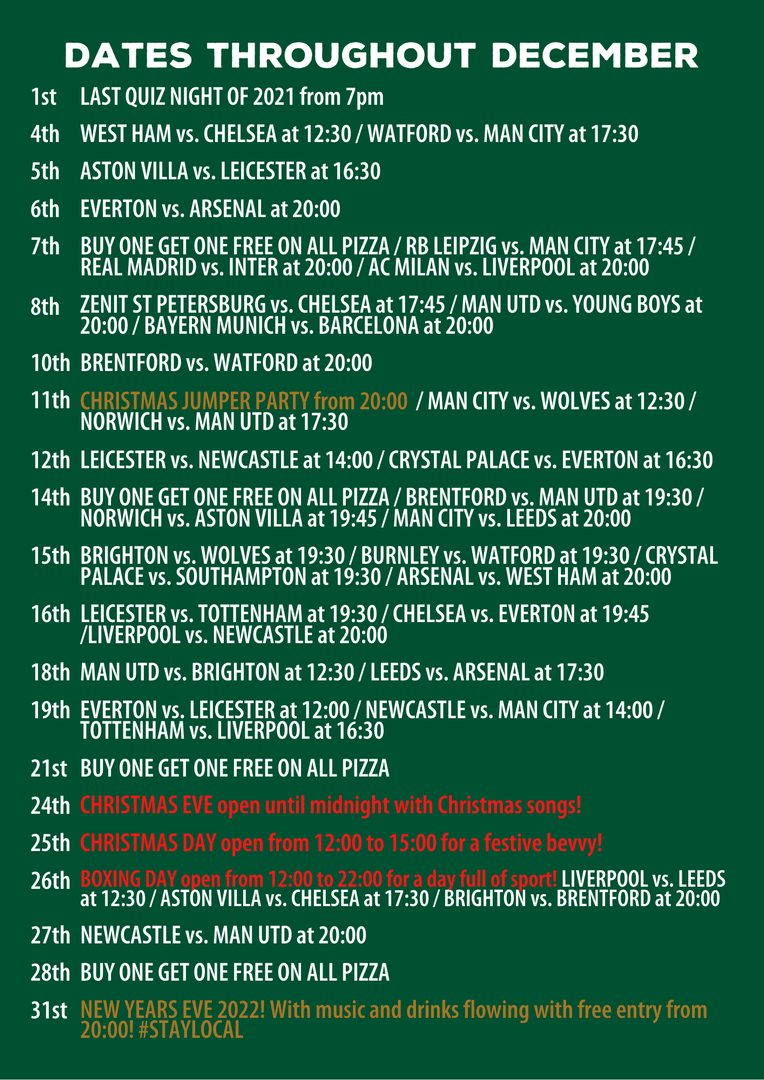 DATES THROUGHOUT DECEMBER
1st LAST QUIZ NIGHT OF 2021 from 7pm
4th WEST HAM vs. CHELSEA at 12:30 / WATFORD vs. MAN CITY at 17:30
5th ASTON VILLA vs. LEICESTER at 16:30
6th EVERTON vs. ARSENAL at 20:00
7th BUY ONE GET ONE FREE ON ALL PIZZA / RB LEIPZIG vs. MAN CITY at 17:45 /
REAL MADRID vs. INTER at 20:00 / AC MILAN vs. LIVERPOOL at 20:00
8th ZENIT ST PETERSBURG vs. CHELSEA at 17:45 / MAN UTD vs. YOUNG BOYS at
20:00 / BAYERN MUNICH vs. BARCELONA at 20:00
10th BRENTFORD vs. WATFORD at 20:00
11th CHRISTMAS JUMPER PARTY from 20:00 / MAN CITY vs. WOLVES at 12:30 /
NORWICH vs. MAN UTD at 17:30
12th LEICESTER vs. NEWCASTLE at 14:00 / CRYSTAL PALACE vs. EVERTON at 16:30
14th BUY ONE GET ONE FREE ON ALL PIZZA / BRENTFORD vs. MAN UTD at 19:30 /
NORWICH vs. ASTON VILLA at 19:45 / MAN CITY vs. LEEDS at 20:00
15th BRIGHTON vs. WOLVES at 19:30 / BURNLEY vs. WATFORD at 19:30 / CRYSTAL
PALACE vs. SOUTHAMPTON at 19:30 / ARSENAL vs. WEST HAM at 20:00
16th LEICESTER vs. TOTTENHAM at 19:30 / CHELSEA vs. EVERTON at 19:45
/LIVERPOOL vs. NEWCASTLE at 20:00
18th MAN UTD vs. BRIGHTON at 12:30 / LEEDS vs. ARSENAL at 17:30
19th EVERTON vs. LEICESTER at 12:00 / NEWCASTLE vs. MAN CITY at 14:00 /
TOTTENHAM vs. LIVERPOOL at 16:30
21st BUY ONE GET ONE FREE ON ALL PIZZA
24th CHRISTMAS EVE open until midnight with Christmas songs!
25th CHRISTMAS DAY open from 12:00 to 15:00 for a festive bevvy!
26th BOXING DAY open from 12:00 to 22:00 for a day full of sport! LIVERPOOL vs. LEEDS
at 12:30 / ASTON VILLA vs. CHELSEA at 17:30 / BRIGHTON vs. BRENTFORD at 20:00
27th NEWCASTLE vs. MAN UTD at 20:00
28th BUY ONE GET ONE FREE ON ALL PIZZA
31st NEW YEARS EVE 2022! With music and drinks flowing with free entry from
20:00! #STAYLOCAL